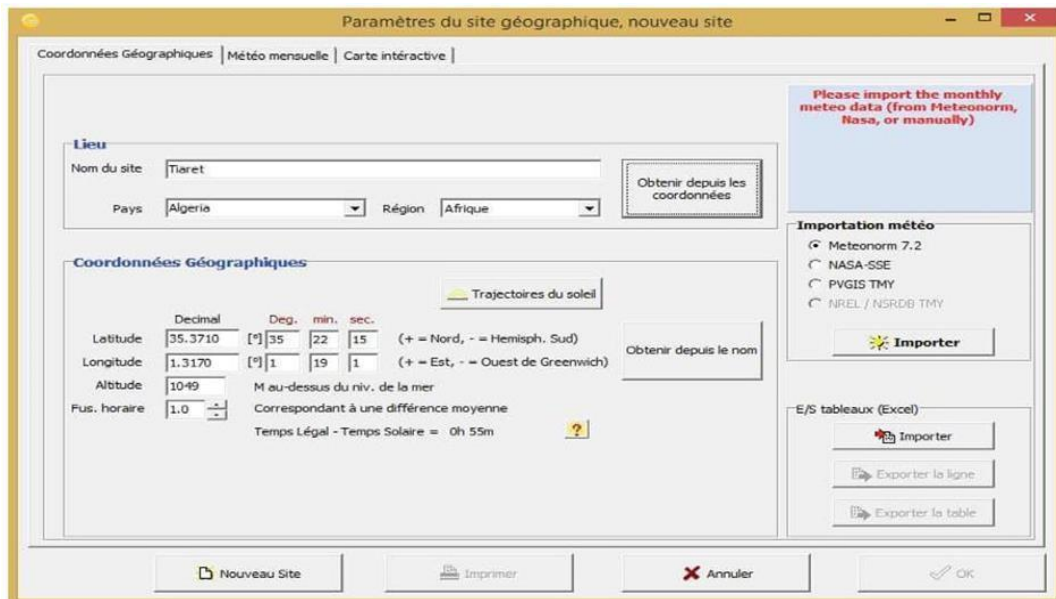 Paramètres du site géographique, nouveau site
Coordonnées Géographiques Météo mensuelle Carte intéractive
Please import the monthly
meteo data (from Meteonorm,
Nasa, or manually)
Lieu
Nom du site Tiaret
Obtenir depuis les
coordonnées
Pays Algeria Région Afrique
Importation météo
Meteonorm 7.2
NASA-SSE
PVGIS TMY
NREL / NSRDB TMY
Importer
Coordonnées Géographiques
Trajectoires du soleil
Decimal Deg. min. sec.
Latitude 35.3710 [°] 35 22 15 (+ = Nord, - = Hemisph. Sud)
Longitude 1.3170 [°] 1 19 1 (+ = Est, - = Ouest de Greenwich)
Obtenir depuis le nom
Altitude 1049 M au-dessus du niv. de la mer
Fus. horaire 1.0 Correspondant à une différence moyenne
Temps Légal - Temps Solaire = 0h 55m ?
E/S tableaux (Excel)
Importer
Exporter la ligne
Exporter la table
Nouveau Site Imprimer Annuler OK